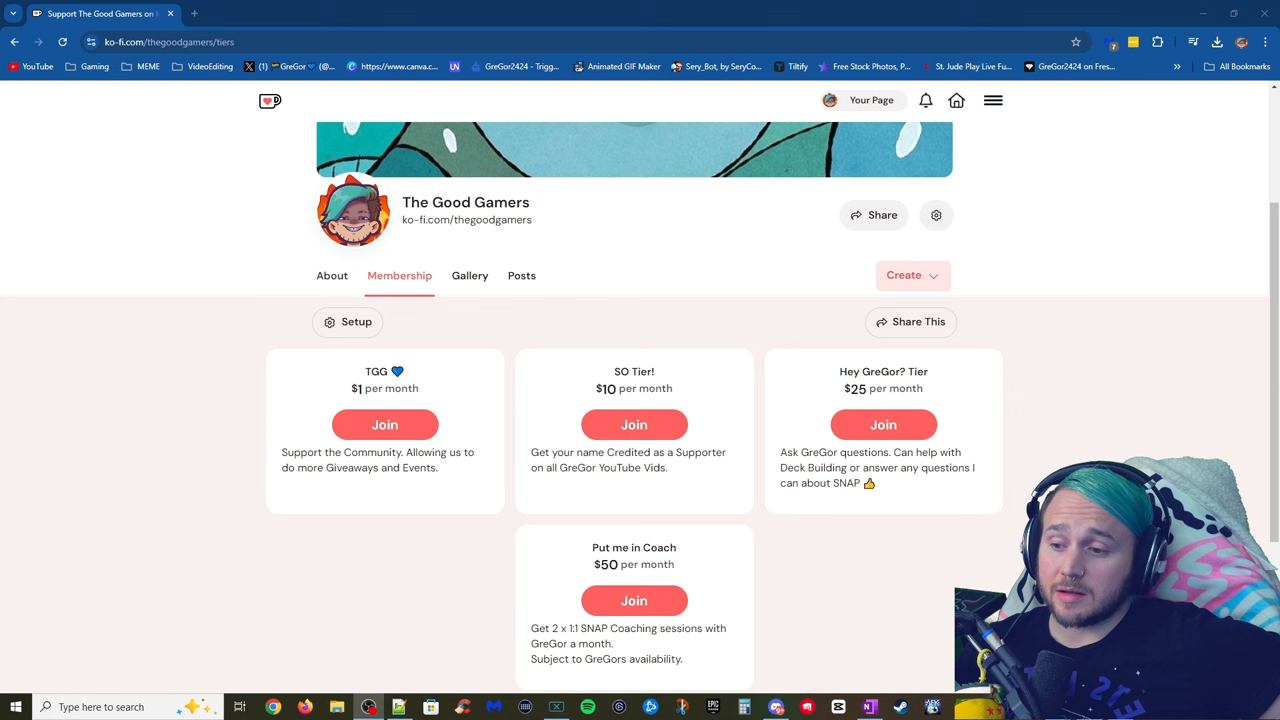 Support The Good Gamers on
ko-fi.com/thegoodgamers/tiers
YouTube
Gaming
MEME
VideoEditing
(1) GreGor💙 (@...
https://www.canva.c...
GreGor2424 - Trigg...
Animated GIF Maker
Sery_Bot, by SeryCo...
Tiltify
Free Stock Photos, P...
St. Jude Play Live Fu...
GreGor2424 on Fres...
»
All Bookmarks
Your Page
The Good Gamers
ko-fi.com/thegoodgamers
Share
About
Membership
Gallery
Posts
Create
Setup
Share This
TGG 💙
$1 per month
Join
Support the Community. Allowing us to
do more Giveaways and Events.
SO Tier!
$10 per month
Join
Get your name Credited as a Supporter
on all GreGor YouTube Vids.
Hey GreGor? Tier
$25 per month
Join
Ask GreGor questions. Can help with
Deck Building or answer any questions I
can about SNAP 👍
Put me in Coach
$50 per month
Join
Get 2 x 1:1 SNAP Coaching sessions with
GreGor a month.
Subject to GreGors availability.
Type here to search